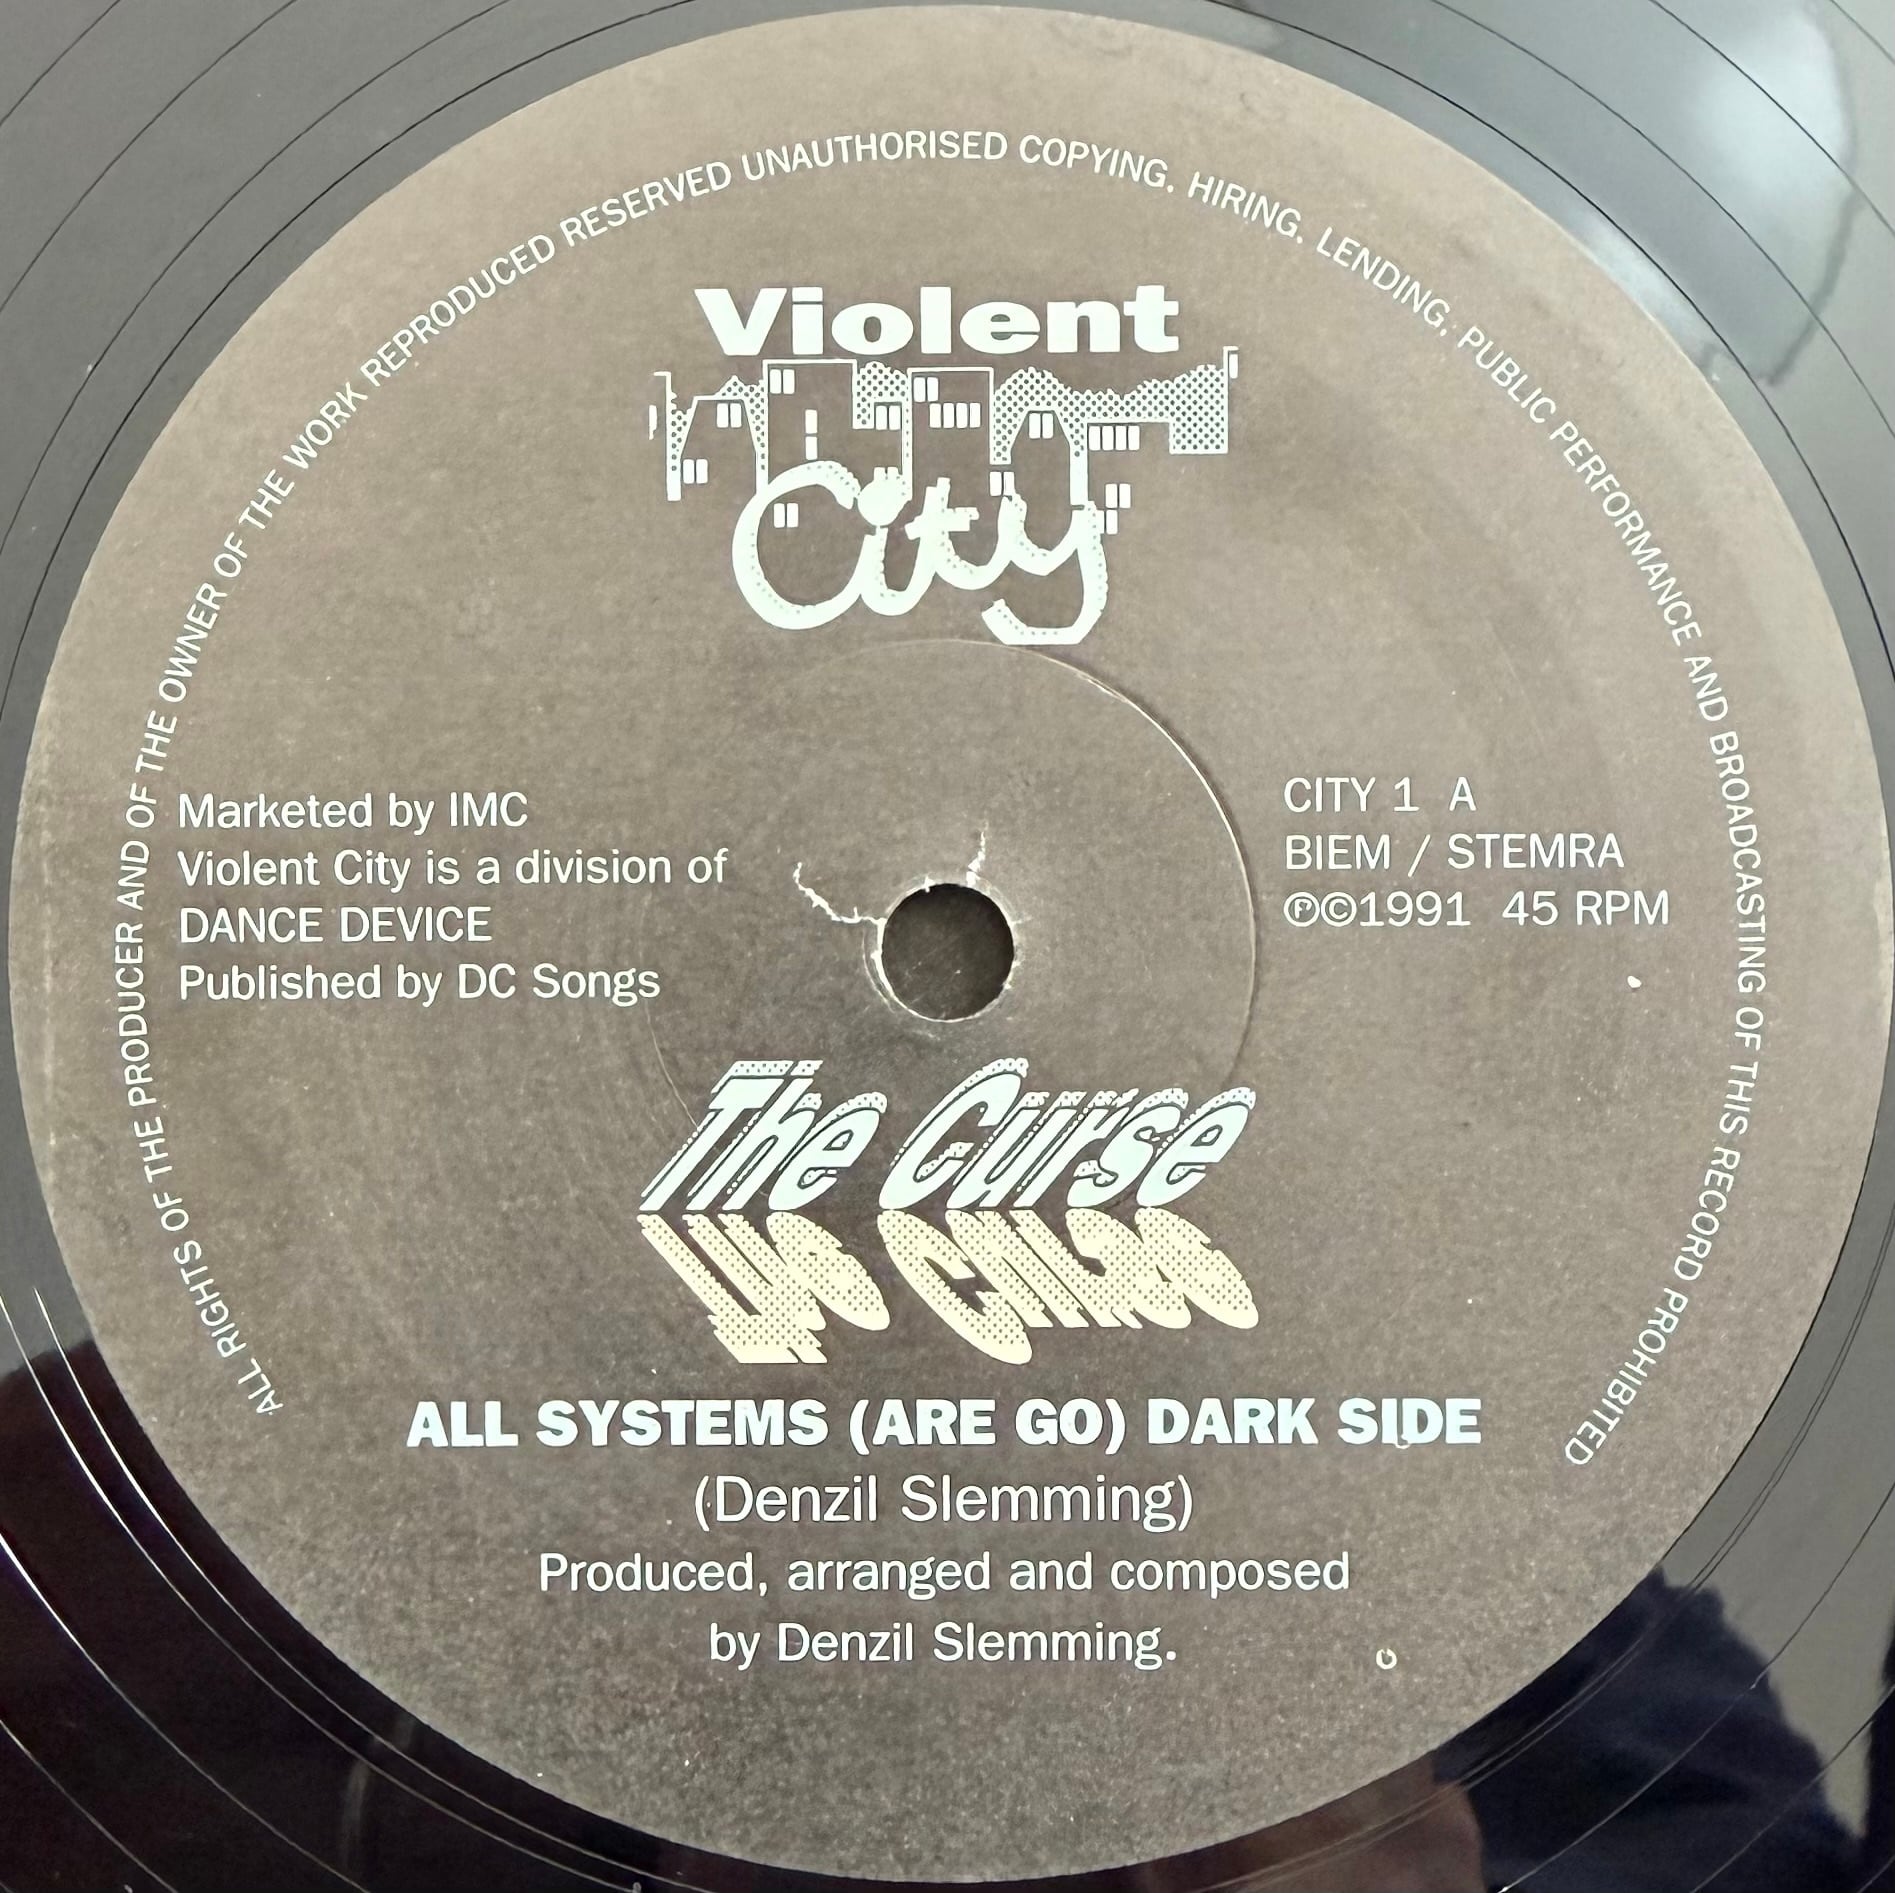 ALL RIGHTS OF THE PRODUCER AND OF THE OWNER OF THE WORK REPRODUCED RESERVED UNAUTHORISED COPYING. HIRING. LENDING. PUBLIC PERFORMANCE AND BROADCASTING OF THIS RECORD PROHIBITED
Violent
City
Marketed by IMC
Violent City is a division of
DANCE DEVICE
Published by DC Songs
CITY 1 A
BIEM / STEMRA
℗©1991 45 RPM
The Curse
ALL SYSTEMS (ARE GO) DARK SIDE
(Denzil Slemming)
Produced, arranged and composed
by Denzil Slemming.